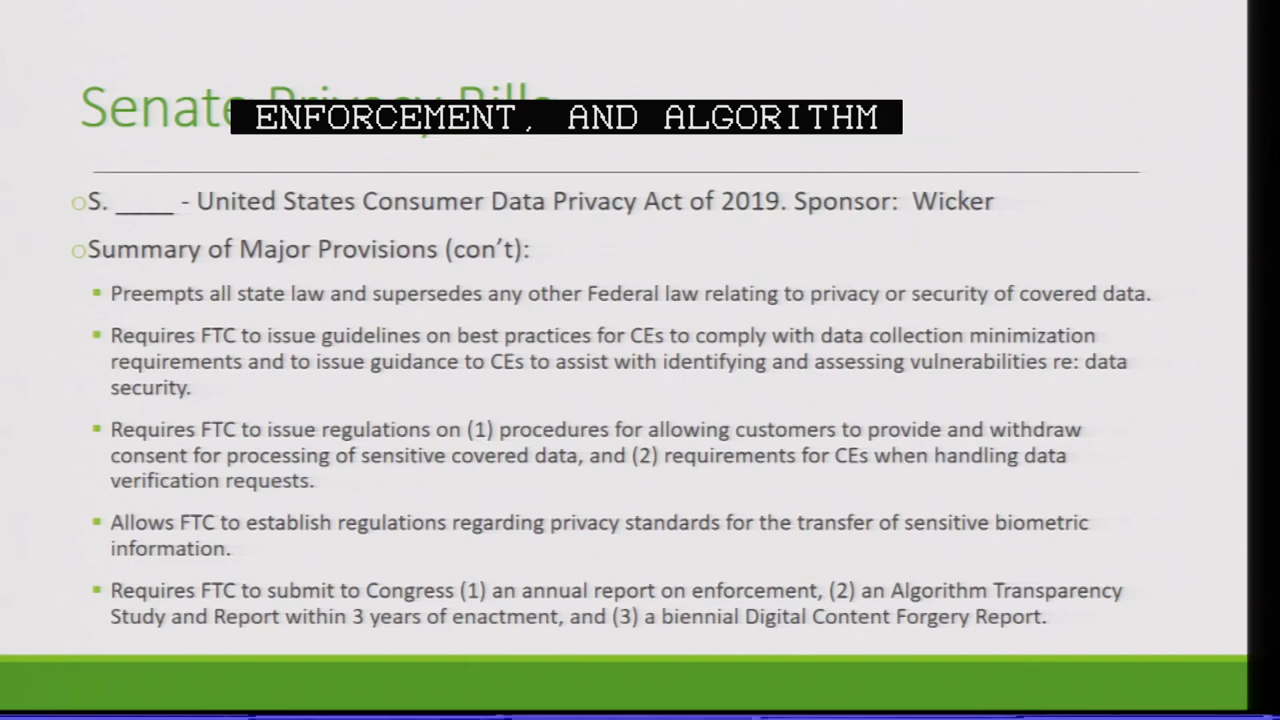 Senate Privacy Bills
ENFORCEMENT, AND ALGORITHM
oS. ____ - United States Consumer Data Privacy Act of 2019. Sponsor: Wicker
oSummary of Major Provisions (con't):
▪ Preempts all state law and supersedes any other Federal law relating to privacy or security of covered data.
▪ Requires FTC to issue guidelines on best practices for CEs to comply with data collection minimization
requirements and to issue guidance to CEs to assist with identifying and assessing vulnerabilities re: data
security.
▪ Requires FTC to issue regulations on (1) procedures for allowing customers to provide and withdraw
consent for processing of sensitive covered data, and (2) requirements for CEs when handling data
verification requests.
▪ Allows FTC to establish regulations regarding privacy standards for the transfer of sensitive biometric
information.
▪ Requires FTC to submit to Congress (1) an annual report on enforcement, (2) an Algorithm Transparency
Study and Report within 3 years of enactment, and (3) a biennial Digital Content Forgery Report.